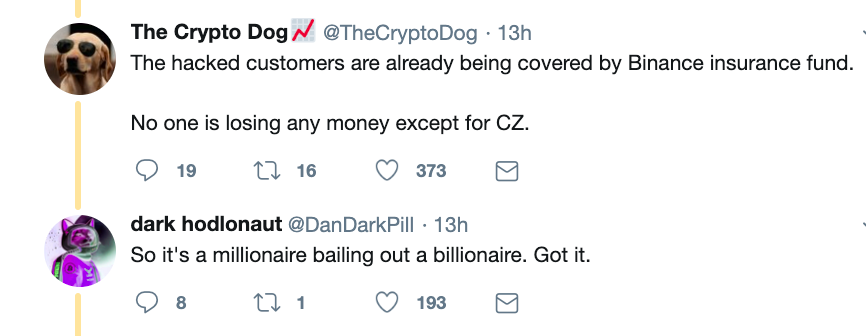 The Crypto Dog📈 @TheCryptoDog · 13h
The hacked customers are already being covered by Binance insurance fund.
No one is losing any money except for CZ.
19 16 373
dark hodlonaut @DanDarkPill · 13h
So it's a millionaire bailing out a billionaire. Got it.
8 1 193